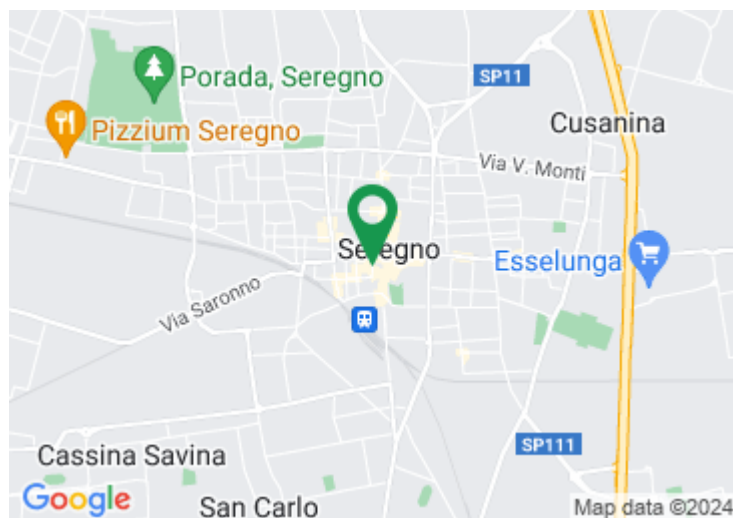 SP11
Porada, Seregno
Cusanina
Pizzium Seregno
Via V. Monti
Seregno
Esselunga
Via Saronno
SP111
Cassina Savina
San Carlo
Google
Map data ©2024